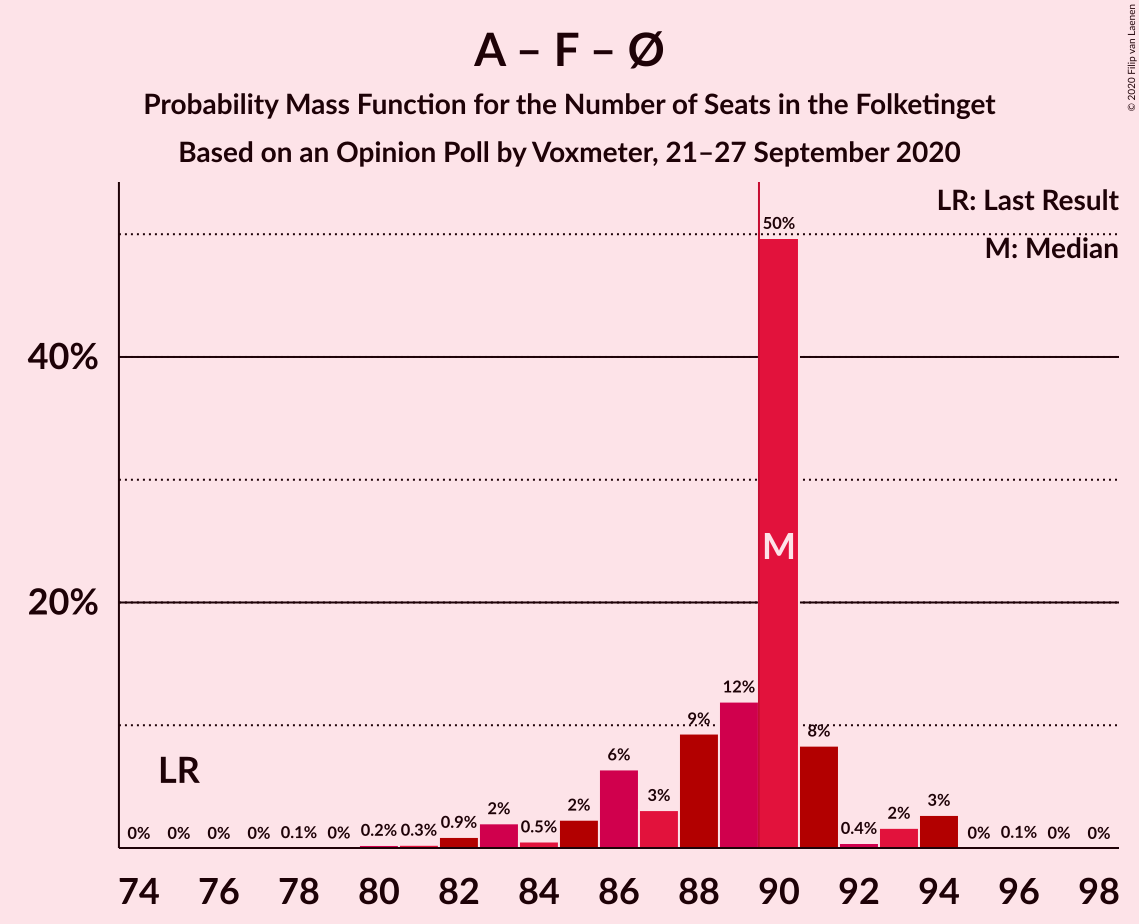 A – F – Ø
Probability Mass Function for the Number of Seats in the Folketinget
Based on an Opinion Poll by Voxmeter, 21–27 September 2020
© 2020 Filip van Laenen
LR: Last Result
M: Median
50%
40%
M
20%
12%
9%
8%
LR
6%
3%
3%
2%
2%
2%
0% 0% 0% 0% 0.1% 0% 0.2% 0.3% 0.9% 0.5% 0.4% 0% 0.1% 0% 0%
74 76 78 80 82 84 86 88 90 92 94 96 98